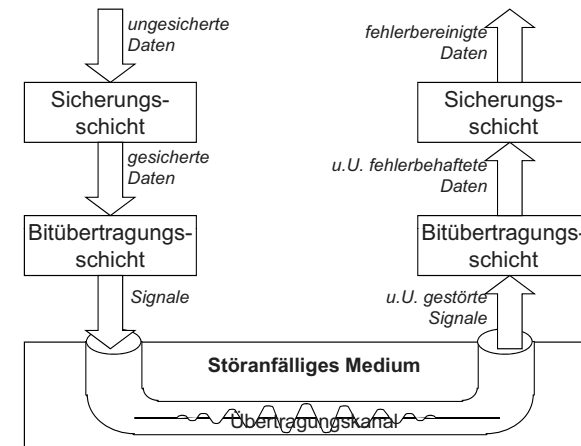 ungesicherte
Daten
Sicherungs-
schicht
gesicherte
Daten
Bitübertragungs-
schicht
Signale
fehlerbereinigte
Daten
Sicherungs-
schicht
u.U. fehlerbehaftete
Daten
Bitübertragungs-
schicht
u.U. gestörte
Signale
Störanfälliges Medium
Übertragungskanal